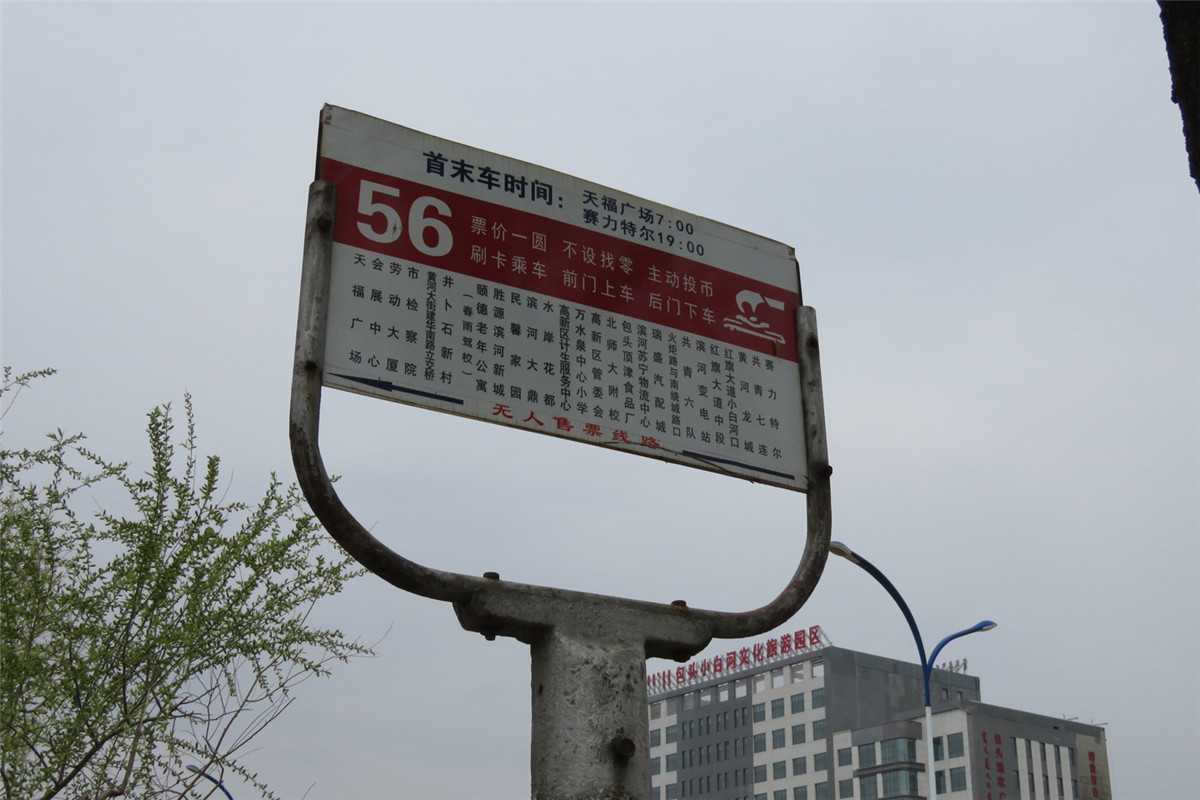 首末车时间：
天福广场7:00
赛力特尔19:00
56
票价一圆 不设找零 主动投币
刷卡乘车 前门上车 后门下车
天福广场
会展中心
劳动大厦
市检察院
黄河大街建华南路立交桥
井卜石新村
（春雨驾校）
颐德老年公寓
胜源滨河新城
民馨家园
滨河大鼎
水岸花都
高新区计生服务中心
万水泉中心小学
高新区管委会
北师大附校
包头顶津食品厂
滨河苏宁物流中心
瑞盛汽配城
火炬路与南绕城路口
共青六队
滨河变电站
红旗大道中段
红旗大道小白河口
黄河龙城
共青七连
赛力特尔
无人售票线路
包头小白河文化旅游园区